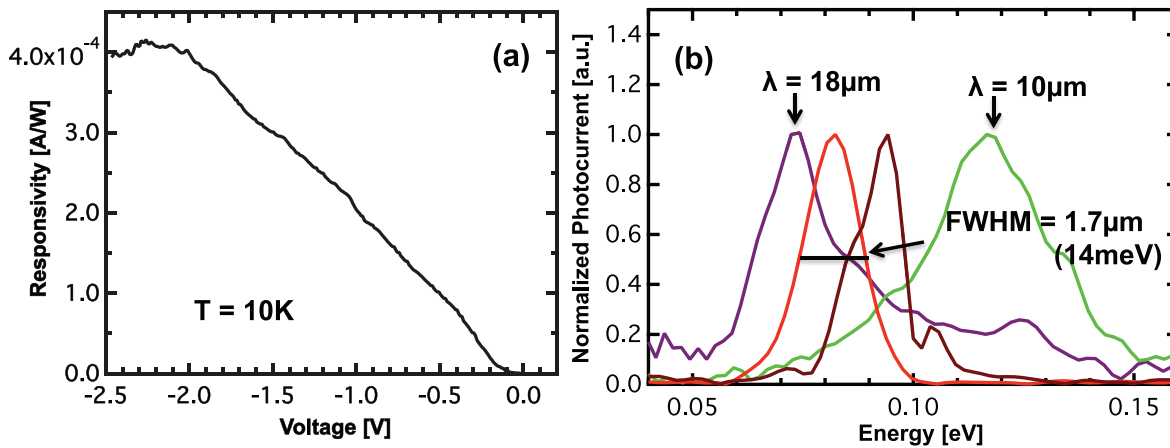 (a)
4.0x10⁻⁴
3.0
2.0
1.0
0.0
Responsivity [A/W]
T = 10K
-2.5 -2.0 -1.5 -1.0 -0.5 0.0
Voltage [V]
(b)
1.4
1.2
1.0
0.8
0.6
0.4
0.2
0.0
Normalized Photocurrent [a.u.]
λ = 18μm
λ = 10μm
FWHM = 1.7μm
(14meV)
0.05 0.10 0.15
Energy [eV]